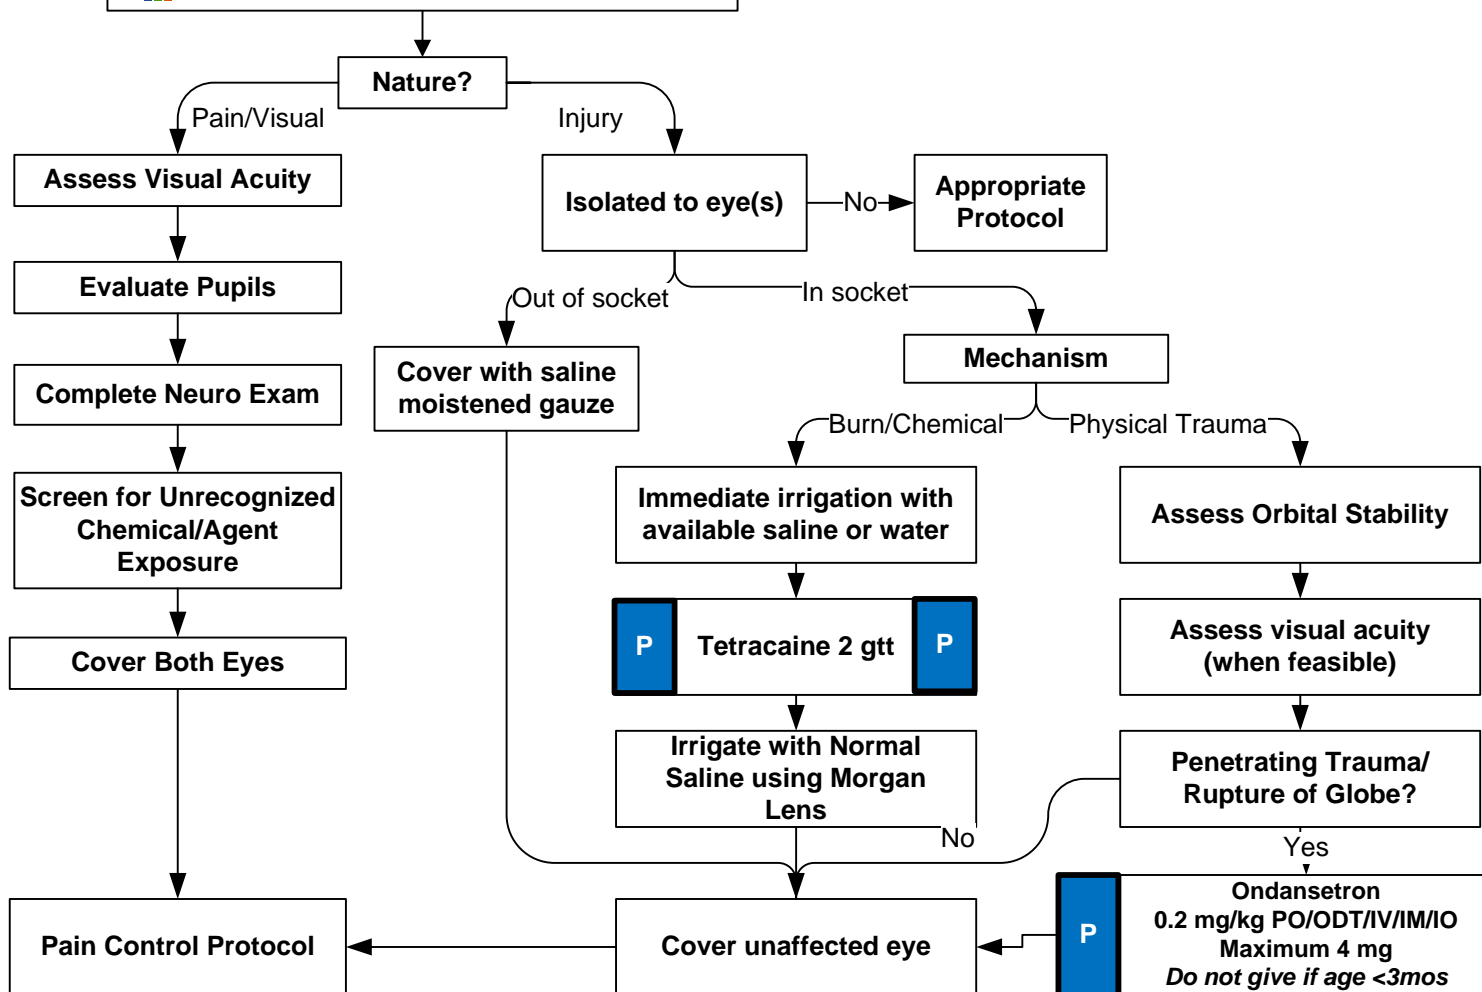 Nature?
Pain/Visual
Injury
Assess Visual Acuity
Isolated to eye(s)
No
Appropriate
Protocol
Evaluate Pupils
Out of socket
In socket
Complete Neuro Exam
Cover with saline
moistened gauze
Mechanism
Burn/Chemical
Physical Trauma
Screen for Unrecognized
Chemical/Agent
Exposure
Immediate irrigation with
available saline or water
Assess Orbital Stability
Cover Both Eyes
P
Tetracaine 2 gtt
P
Assess visual acuity
(when feasible)
Irrigate with Normal
Saline using Morgan
Lens
Penetrating Trauma/
Rupture of Globe?
No
Yes
Pain Control Protocol
Cover unaffected eye
P
Ondansetron
0.2 mg/kg PO/ODT/IV/IM/IO
Maximum 4 mg
Do not give if age <3mos